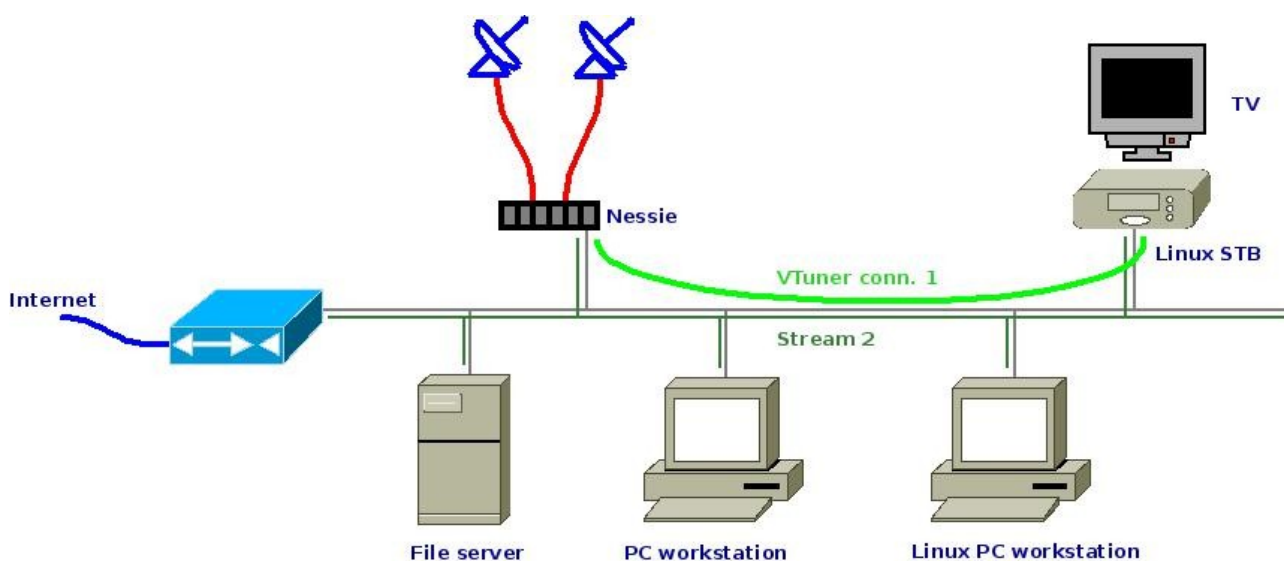 TV
Nessie
Linux STB
VTuner conn. 1
Internet
Stream 2
File server
PC workstation
Linux PC workstation